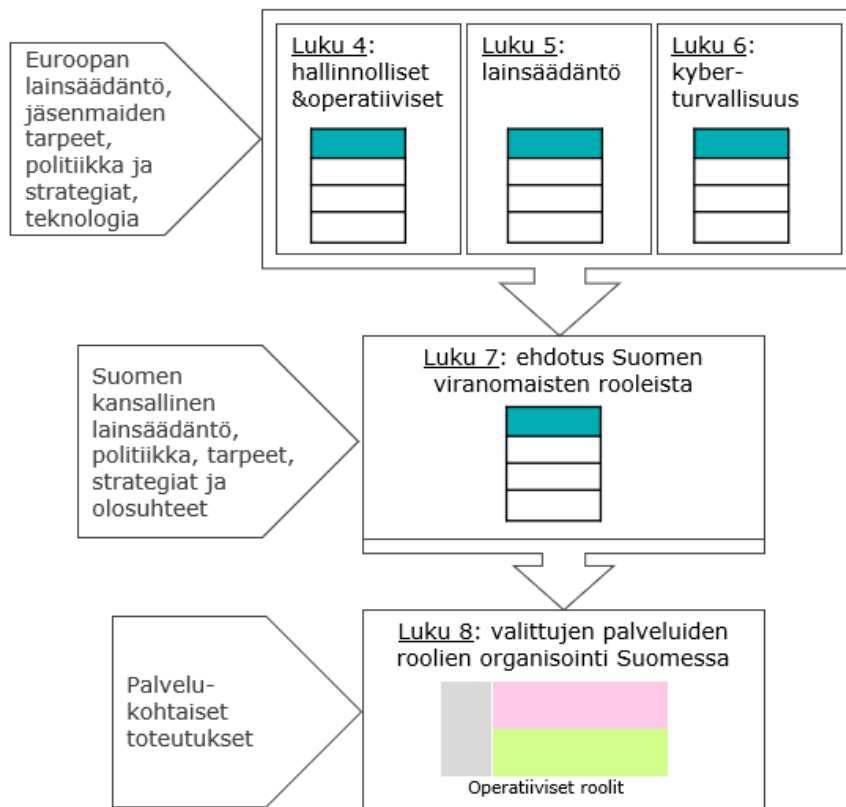 Euroopan
lainsäädäntö,
jäsenmaiden
tarpeet,
politiikka ja
strategiat,
teknologia
Luku 4:
hallinnolliset
&operatiiviset
Luku 5:
lainsäädäntö
Luku 6:
kyber-
turvallisuus
Suomen
kansallinen
lainsäädäntö,
politiikka, tarpeet,
strategiat ja
olosuhteet
Luku 7: ehdotus Suomen
viranomaisten rooleista
Palvelu-
kohtaiset
toteutukset
Luku 8: valittujen palveluiden
roolien organisointi Suomessa
Operatiiviset roolit